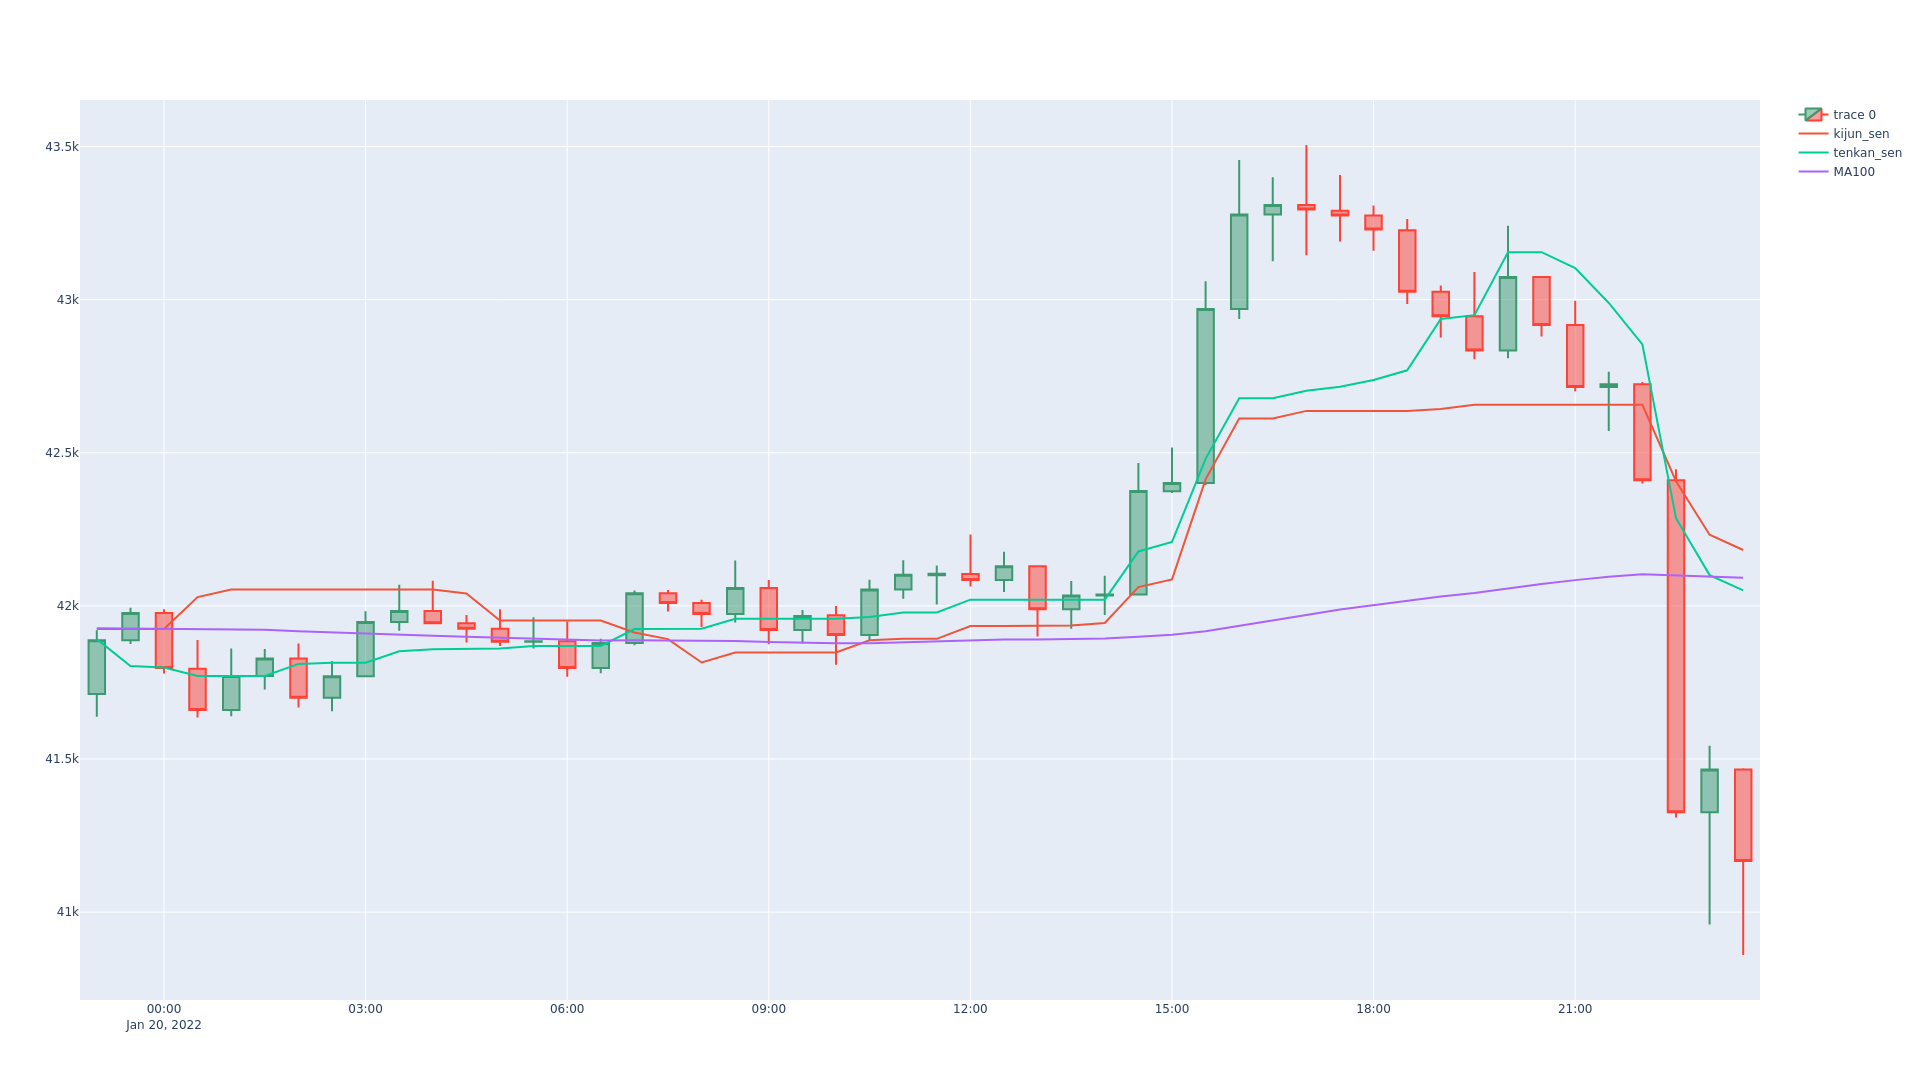 43.5k
43k
42.5k
42k
41.5k
41k
00:00
Jan 20, 2022
03:00
06:00
09:00
12:00
15:00
18:00
21:00
trace 0
kijun_sen
tenkan_sen
MA100